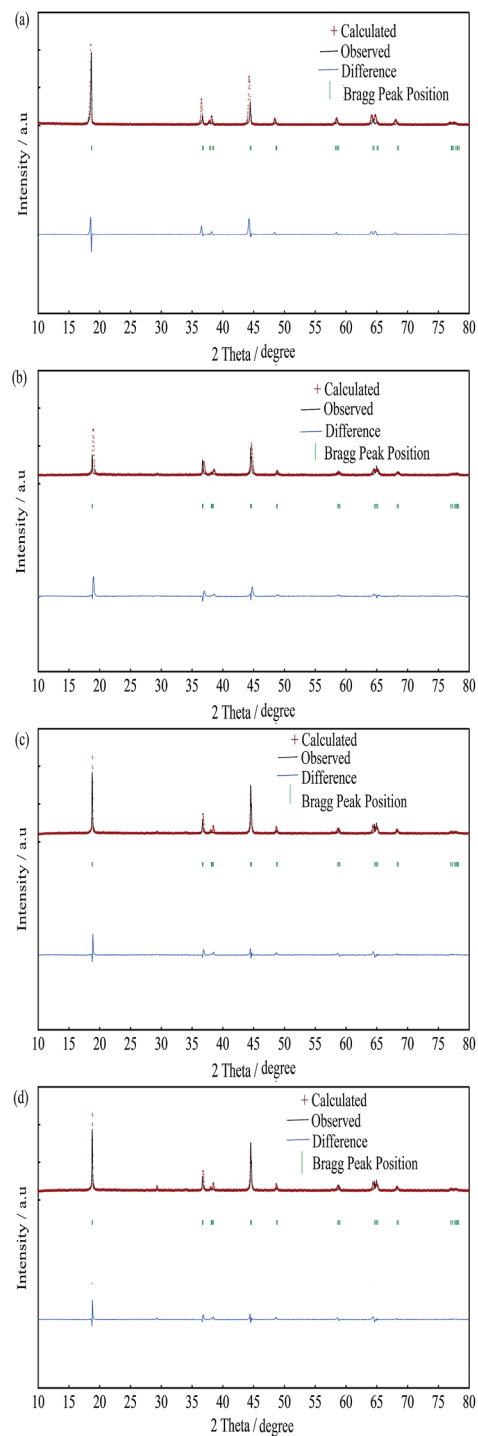 (a)
+ Calculated
Observed
Difference
Bragg Peak Position
Intensity / a.u
10 15 20 25 30 35 40 45 50 55 60 65 70 75 80
2 Theta / degree
(b)
+ Calculated
Observed
Difference
Bragg Peak Position
Intensity / a.u
10 15 20 25 30 35 40 45 50 55 60 65 70 75 80
2 Theta / degree
(c)
+ Calculated
Observed
Difference
Bragg Peak Position
Intensity / a.u
10 15 20 25 30 35 40 45 50 55 60 65 70 75 80
2 Theta / degree
(d)
+ Calculated
Observed
Difference
Bragg Peak Position
Intensity / a.u
10 15 20 25 30 35 40 45 50 55 60 65 70 75 80
2 Theta / degree